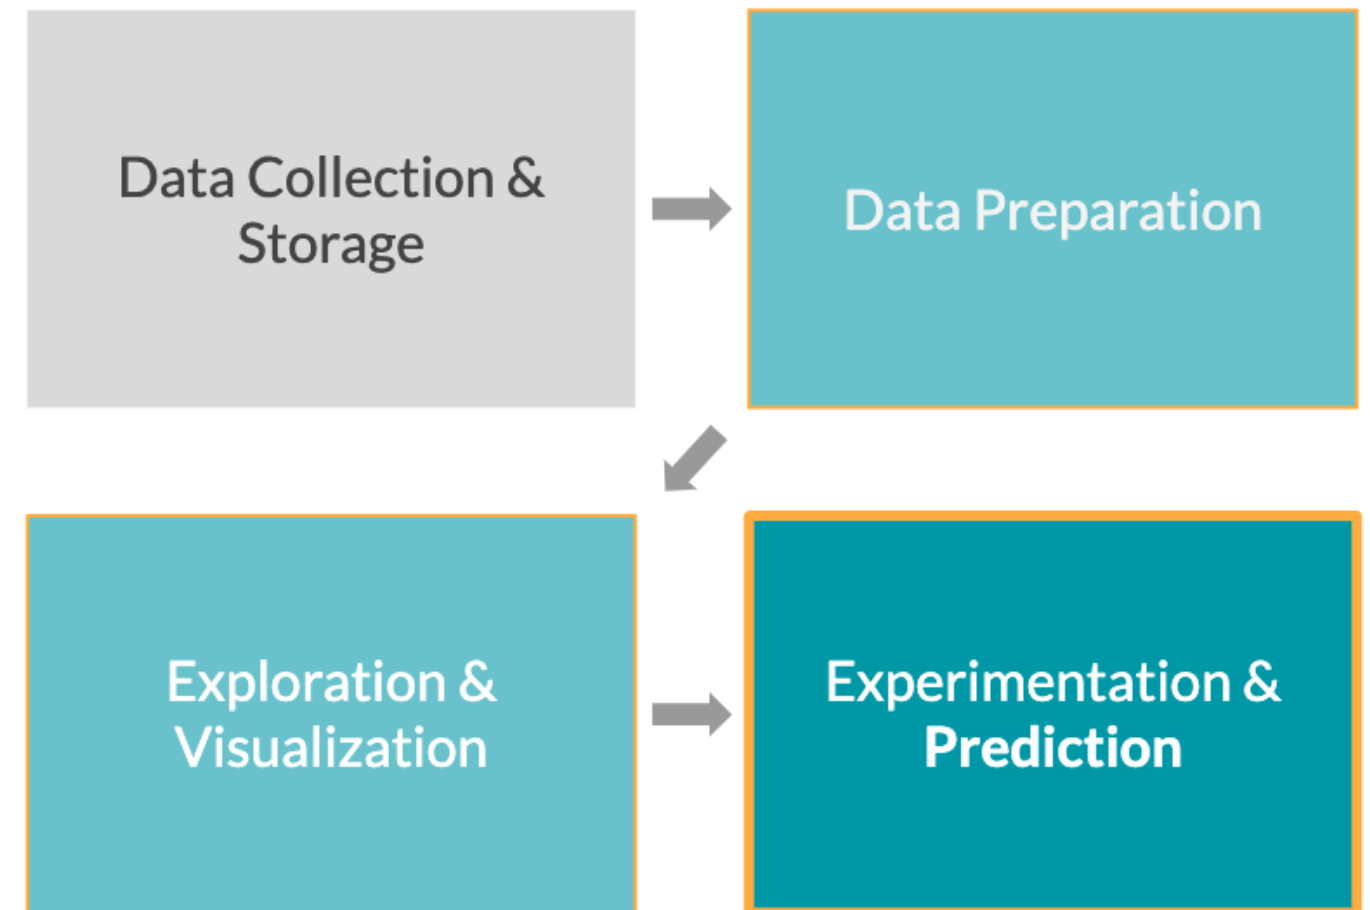 Data Collection &
Storage
Data Preparation
Exploration &
Visualization
Experimentation &
Prediction